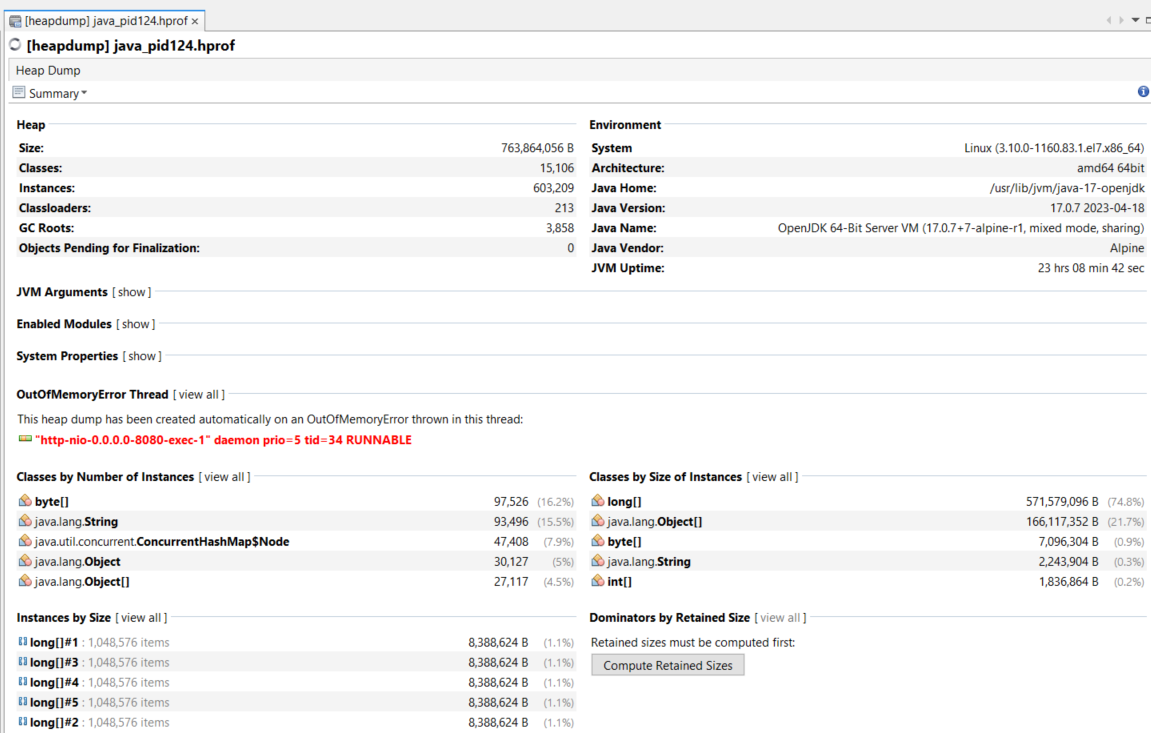 [heapdump] java_pid124.hprof ×
[heapdump] java_pid124.hprof
Heap Dump
Summary
Heap
Size: 763,864,056 B
Classes: 15,106
Instances: 603,209
Classloaders: 213
GC Roots: 3,858
Objects Pending for Finalization: 0
Environment
System Linux (3.10.0-1160.83.1.el7.x86_64)
Architecture: amd64 64bit
Java Home: /usr/lib/jvm/java-17-openjdk
Java Version: 17.0.7 2023-04-18
Java Name: OpenJDK 64-Bit Server VM (17.0.7+7-alpine-r1, mixed mode, sharing)
Java Vendor: Alpine
JVM Uptime: 23 hrs 08 min 42 sec
JVM Arguments [ show ]
Enabled Modules [ show ]
System Properties [ show ]
OutOfMemoryError Thread [ view all ]
This heap dump has been created automatically on an OutOfMemoryError thrown in this thread:
"http-nio-0.0.0.0-8080-exec-1" daemon prio=5 tid=34 RUNNABLE
Classes by Number of Instances [ view all ]
byte[] 97,526 (16.2%)
java.lang.String 93,496 (15.5%)
java.util.concurrent.ConcurrentHashMap$Node 47,408 (7.9%)
java.lang.Object 30,127 (5%)
java.lang.Object[] 27,117 (4.5%)
Classes by Size of Instances [ view all ]
long[] 571,579,096 B (74.8%)
java.lang.Object[] 166,117,352 B (21.7%)
byte[] 7,096,304 B (0.9%)
java.lang.String 2,243,904 B (0.3%)
int[] 1,836,864 B (0.2%)
Instances by Size [ view all ]
long[]#1 : 1,048,576 items 8,388,624 B (1.1%)
long[]#3 : 1,048,576 items 8,388,624 B (1.1%)
long[]#4 : 1,048,576 items 8,388,624 B (1.1%)
long[]#5 : 1,048,576 items 8,388,624 B (1.1%)
long[]#2 : 1,048,576 items 8,388,624 B (1.1%)
Dominators by Retained Size [ view all ]
Retained sizes must be computed first:
Compute Retained Sizes